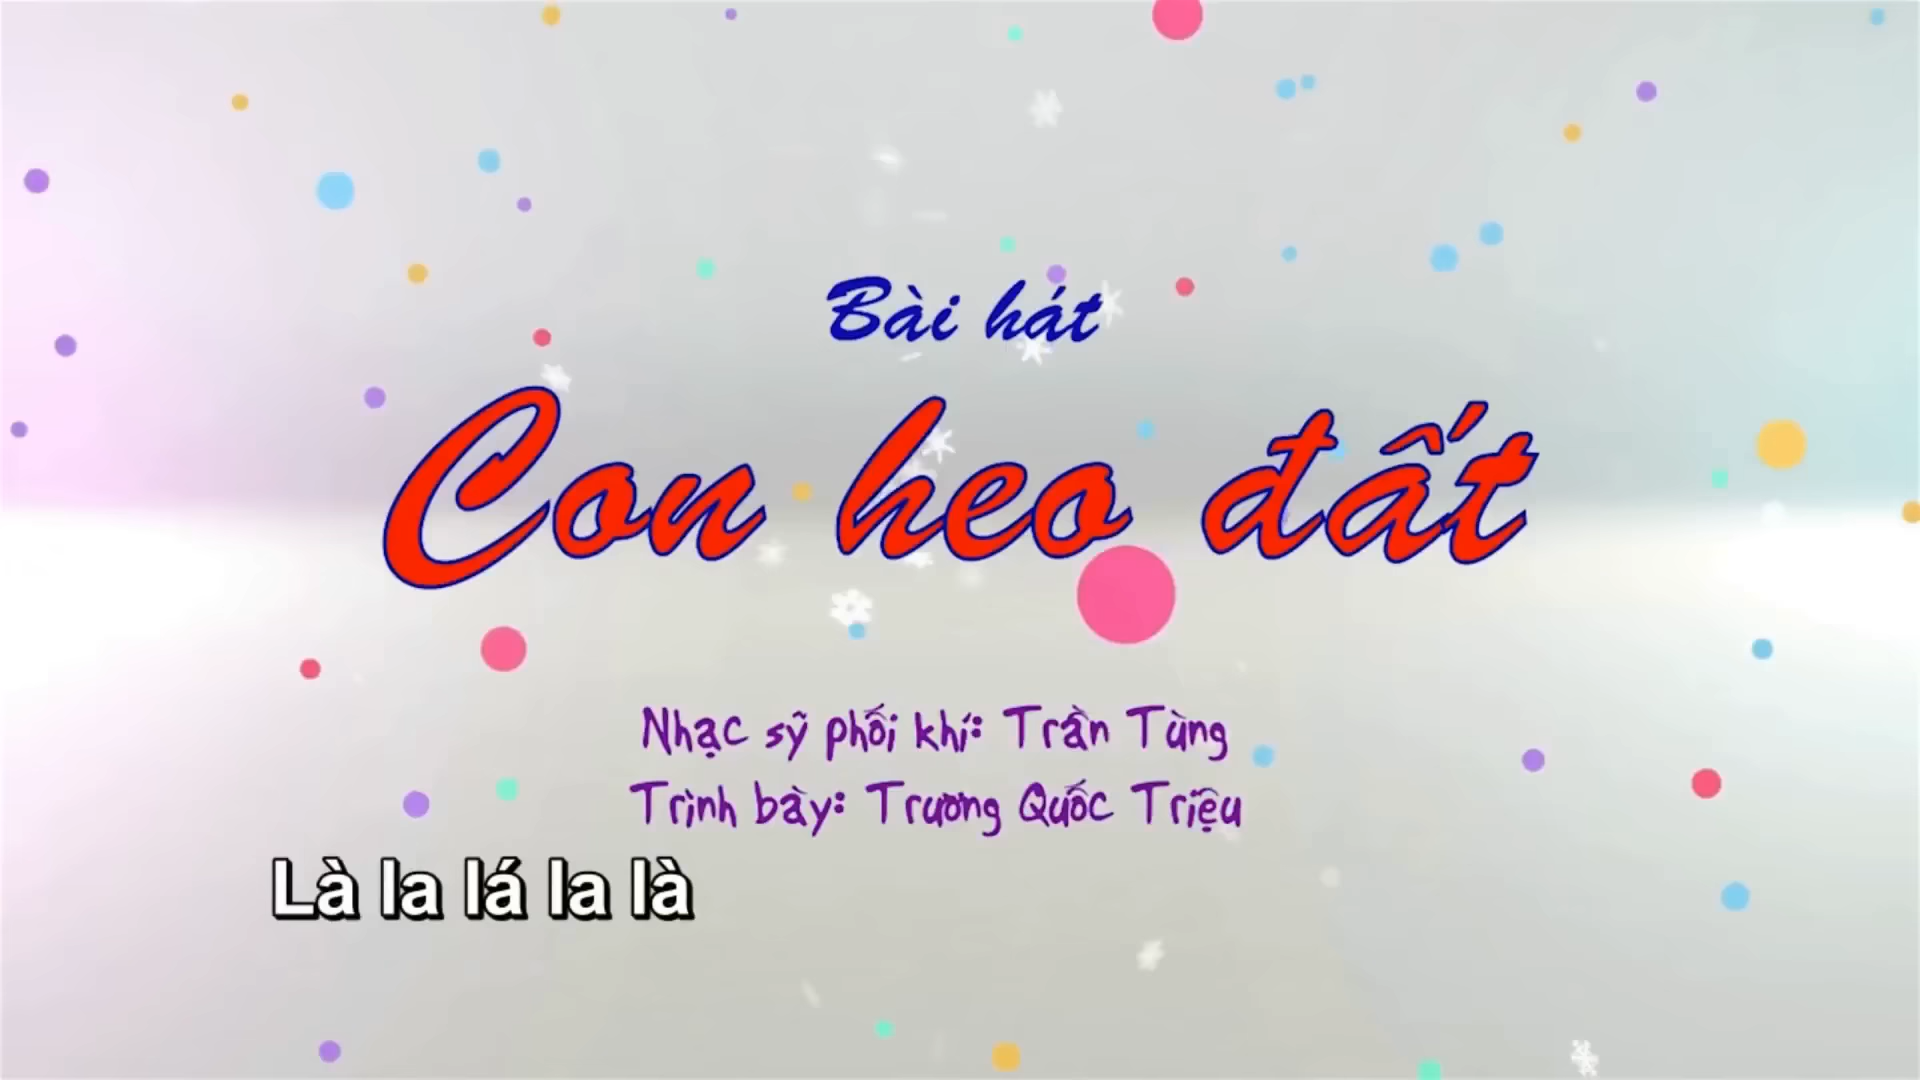 Bài hát
Con heo đất
Nhạc sỹ phối khí: Trần Tùng
Trình bày: Trương Quốc Triệu
Là la lá la là